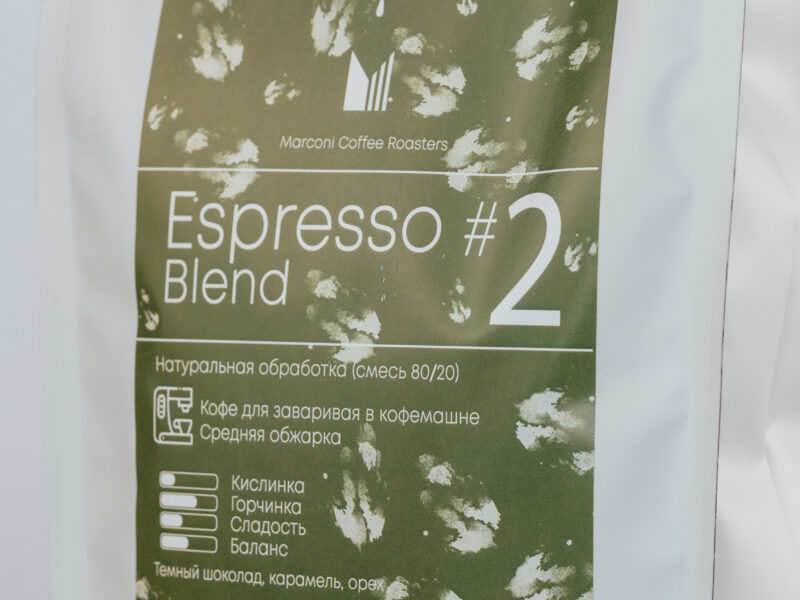 Marconi Coffee Roasters
Espresso #2
Blend
Натуральная обработка (смесь 80/20)
Кофе для заваривая в кофемашне
Средняя обжарка
Кислинка
Горчинка
Сладость
Баланс
Темный шоколад, карамель, орех